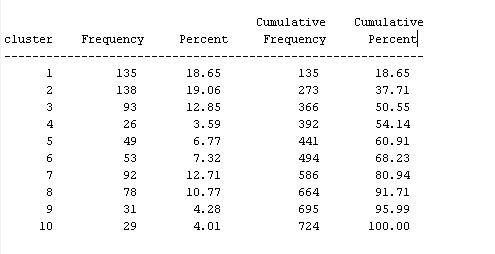 Cumulative Cumulative
cluster Frequency Percent Frequency Percent
----------------------------------------------------------------
1 135 18.65 135 18.65
2 138 19.06 273 37.71
3 93 12.85 366 50.55
4 26 3.59 392 54.14
5 49 6.77 441 60.91
6 53 7.32 494 68.23
7 92 12.71 586 80.94
8 78 10.77 664 91.71
9 31 4.28 695 95.99
10 29 4.01 724 100.00